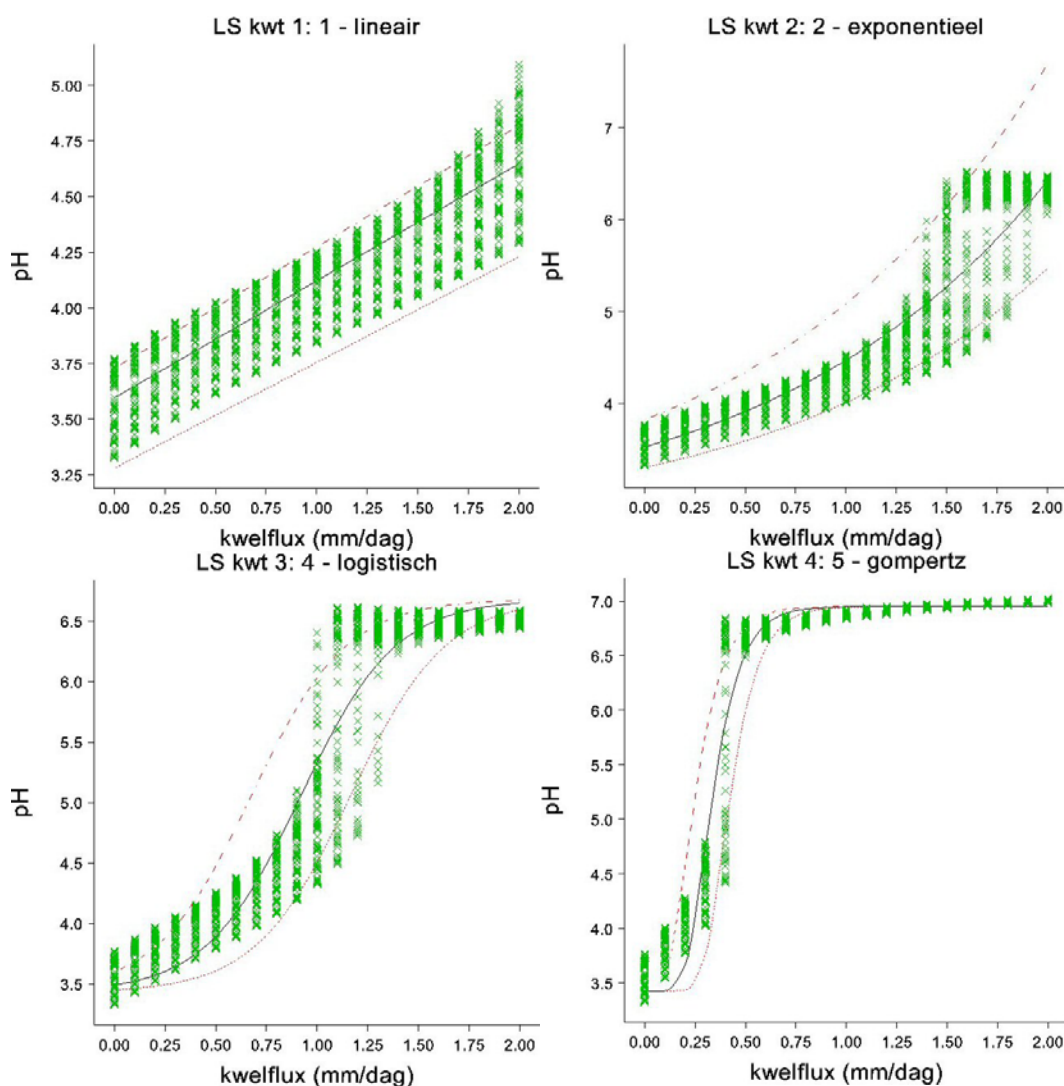 LS kwt 1: 1 - lineair
5.00
4.75
4.50
4.25
4.00
3.75
3.50
3.25
pH
0.00 0.25 0.50 0.75 1.00 1.25 1.50 1.75 2.00
kwelflux (mm/dag)
LS kwt 2: 2 - exponentieel
7
6
5
4
pH
0.00 0.25 0.50 0.75 1.00 1.25 1.50 1.75 2.00
kwelflux (mm/dag)
LS kwt 3: 4 - logistisch
6.5
6.0
5.5
5.0
4.5
4.0
3.5
pH
0.00 0.25 0.50 0.75 1.00 1.25 1.50 1.75 2.00
kwelflux (mm/dag)
LS kwt 4: 5 - gompertz
7.0
6.5
6.0
5.5
5.0
4.5
4.0
3.5
pH
0.00 0.25 0.50 0.75 1.00 1.25 1.50 1.75 2.00
kwelflux (mm/dag)